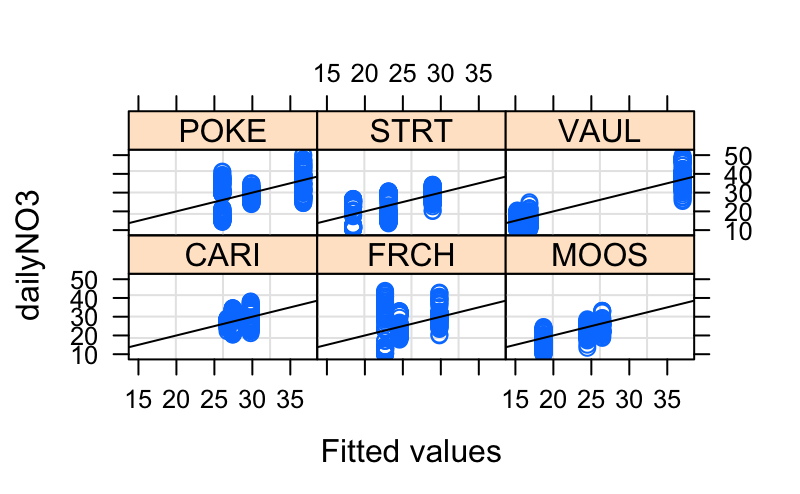 15 20 25 30 35
POKE STRT VAUL
50
40
30
20
10
dailyNO3
CARI FRCH MOOS
50
40
30
20
10
15 20 25 30 35 15 20 25 30 35
Fitted values